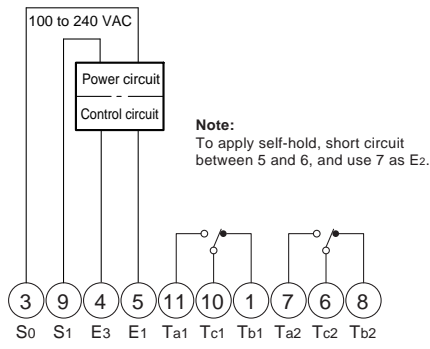 100 to 240 VAC
Power circuit
Control circuit
Note:
To apply self-hold, short circuit
between 5 and 6, and use 7 as E2.
3 9 4 5 11 10 1 7 6 8
S0 S1 E3 E1 Ta1 Tc1 Tb1 Ta2 Tc2 Tb2